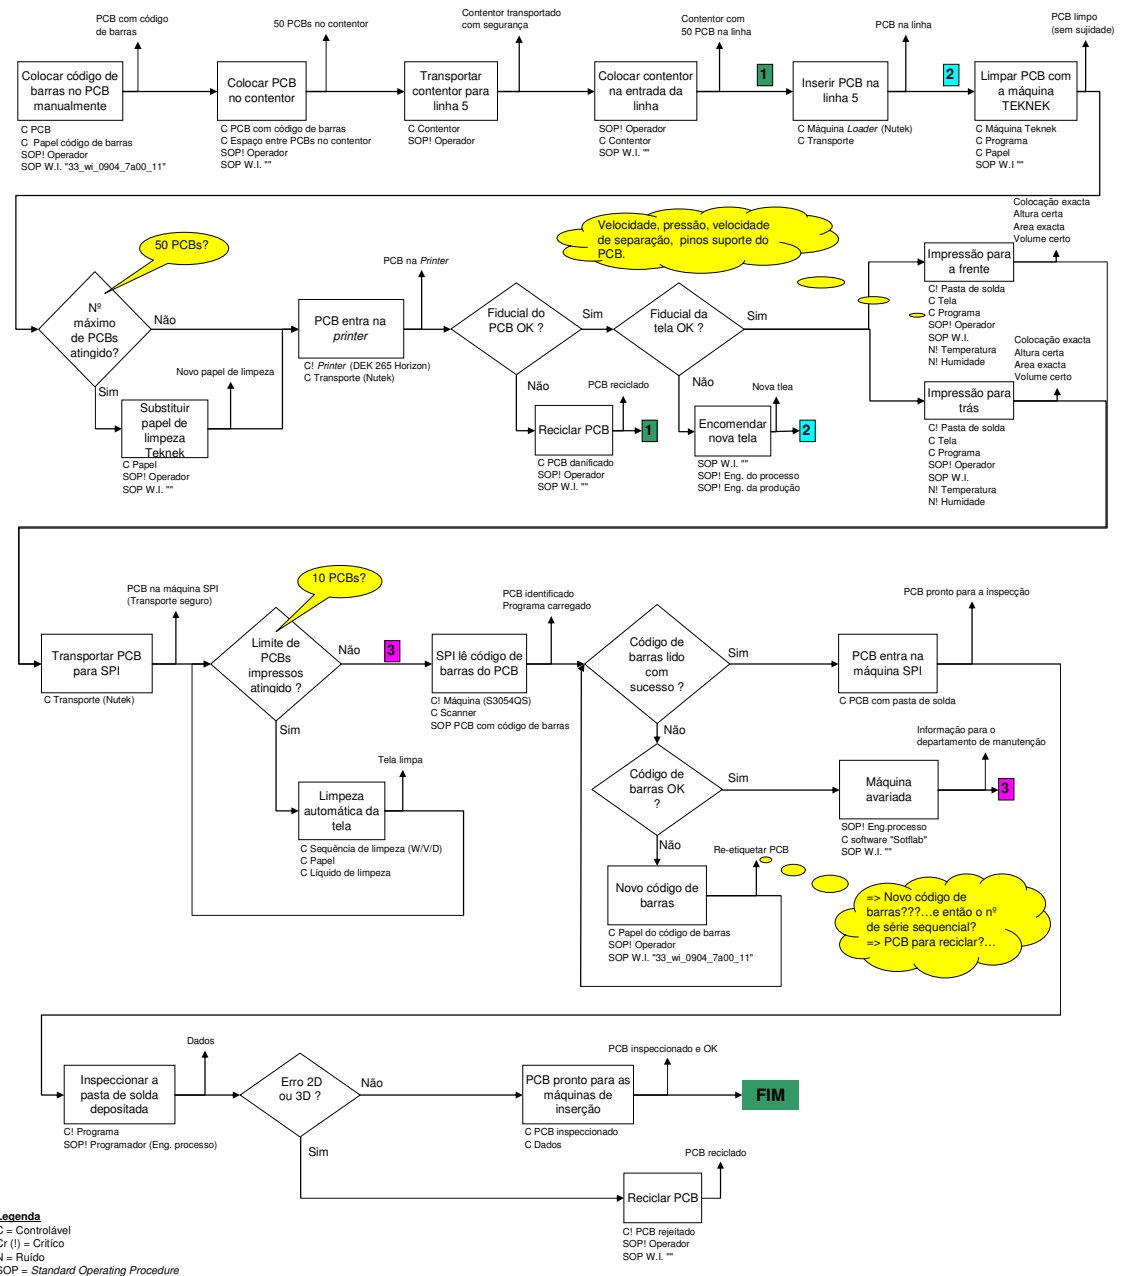 PCB com código
de barras
50 PCBs no contentor
Contentor transportado
com segurança
Contentor com
50 PCB na linha
PCB na linha
PCB limpo
(sem sujidade)
Colocar código de
barras no PCB
manualmente
C PCB
C  Papel código de barras
SOP! Operador
SOP W.I. "33_wi_0904_7a00_11"
Colocar PCB
no contentor
C PCB com código de barras
C Espaço entre PCBs no contentor
SOP! Operador
SOP W.I. ""
Transportar
contentor para
linha 5
C Contentor
SOP! Operador
Colocar contentor
na entrada da
linha
SOP! Operador
C Contentor
SOP W.I. ""
1
Inserir PCB na
linha 5
C Máquina Loader (Nutek)
C Transporte
2
Limpar PCB com
a máquina
TEKNEK
C Máquina Teknek
C Programa
C Papel
SOP W.I ""
50 PCBs?
Nº
máximo
de PCBs
atingido?
Não
Sim
Novo papel de limpeza
Substituir
papel de
limpeza
Teknek
C Papel
SOP! Operador
SOP W.I. ""
PCB na Printer
PCB entra na
printer
C! Printer (DEK 265 Horizon)
C Transporte (Nutek)
Velocidade, pressão, velocidade
de separação,  pinos suporte do
PCB.
Fiducial do
PCB OK ?
Sim
Não
PCB reciclado
Reciclar PCB
1
C PCB danificado
SOP! Operador
SOP W.I. ""
Fiducial da
tela OK ?
Sim
Não
Nova tlea
Encomendar
nova tela
2
SOP W.I. ""
SOP! Eng. do processo
SOP! Eng. da produção
Colocação exacta
Altura certa
Area exacta
Volume certo
Impressão para
a frente
C! Pasta de solda
C Tela
C Programa
SOP! Operador
SOP W.I.
N! Temperatura
N! Humidade
Colocação exacta
Altura certa
Area exacta
Volume certo
Impressão para
trás
C! Pasta de solda
C Tela
C Programa
SOP! Operador
SOP W.I.
N! Temperatura
N! Humidade
PCB na máquina SPI
(Transporte seguro)
Transportar PCB
para SPI
C Transporte (Nutek)
10 PCBs?
Limite de
PCBs
impressos
atingido ?
Não
3
Sim
Tela limpa
Limpeza
automática da
tela
C Sequência de limpeza (W/V/D)
C Papel
C Líquido de limpeza
PCB identificado
Programa carregado
SPI lê código de
barras do PCB
C! Máquina (S3054QS)
C Scanner
SOP PCB com código de barras
Código de
barras lido
com
sucesso ?
Sim
Não
PCB pronto para a inspecção
PCB entra na
máquina SPI
C PCB com pasta de solda
Código de
barras OK
?
Sim
Não
Informação para o
departamento de manutenção
Máquina
avariada
3
SOP! Eng.processo
C software "Sotflab"
SOP W.I. ""
Re-etiquetar PCB
Novo código de
barras
C Papel do código de barras
SOP! Operador
SOP W.I. "33_wi_0904_7a00_11"
=> Novo código de
barras???…e então o nº
de série sequencial?
=> PCB para reciclar?…
Dados
Inspeccionar a
pasta de solda
depositada
C! Programa
SOP! Programador (Eng. processo)
Erro 2D
ou 3D ?
Não
Sim
PCB inspeccionado e OK
PCB pronto para as
máquinas de
inserção
C PCB inspeccionado
C Dados
FIM
PCB reciclado
Reciclar PCB
C! PCB rejeitado
SOP! Operador
SOP W.I. ""
Legenda
C = Controlável
Cr (!) = Crítico
N = Ruído
SOP = Standard Operating Procedure